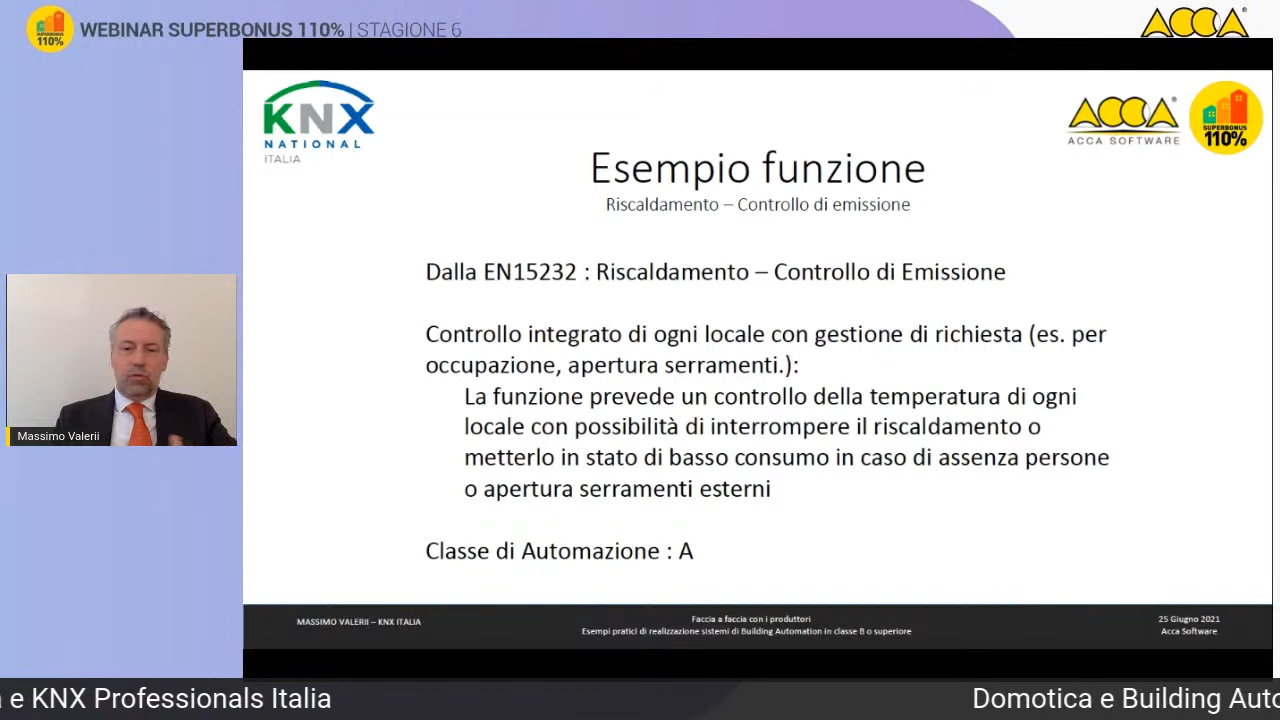 SUPERBONUS
110%
WEBINAR SUPERBONUS 110% | STAGIONE 6
ACCA
KNX
NATIONAL
ITALIA
ACCA
ACCA SOFTWARE
SUPERBONUS
110%
Esempio funzione
Riscaldamento – Controllo di emissione
Dalla EN15232 : Riscaldamento – Controllo di Emissione
Controllo integrato di ogni locale con gestione di richiesta (es. per
occupazione, apertura serramenti.):
La funzione prevede un controllo della temperatura di ogni
locale con possibilità di interrompere il riscaldamento o
metterlo in stato di basso consumo in caso di assenza persone
o apertura serramenti esterni
Classe di Automazione : A
Massimo Valerii
MASSIMO VALERII – KNX ITALIA
Faccia a faccia con i produttori
Esempi pratici di realizzazione sistemi di Building Automation in classe B o superiore
25 Giugno 2021
Acca Software
e KNX Professionals Italia
Domotica e Building Auto